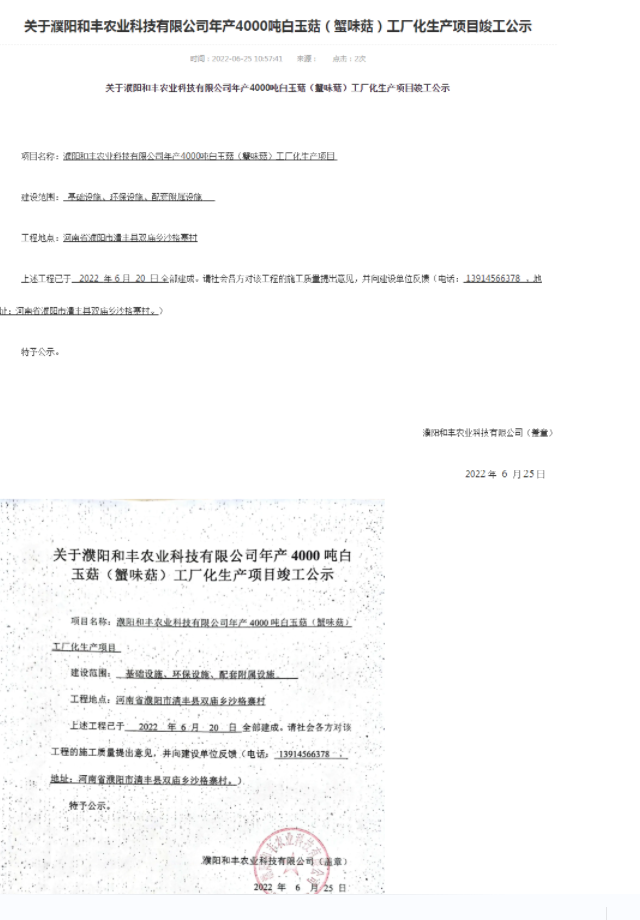 关于濮阳和丰农业科技有限公司年产4000吨白玉菇（蟹味菇）工厂化生产项目竣工公示
时间：2022-06-25 10:57:41 来源： 点击：2次
关于濮阳和丰农业科技有限公司年产4000吨白玉菇（蟹味菇）工厂化生产项目竣工公示
项目名称：濮阳和丰农业科技有限公司年产4000吨白玉菇（蟹味菇）工厂化生产项目
建设范围： 基础设施、环保设施、配套附属设施
工程地点：河南省濮阳市清丰县双庙乡沙格寨村
上述工程已于 2022 年 6 月 20 日 全部建成。请社会各方对该工程的施工质量提出意见，并向建设单位反馈（电话： 13914566378 ，地
址：河南省濮阳市清丰县双庙乡沙格寨村。）
特予公示。
濮阳和丰农业科技有限公司（盖章）
2022 年 6 月 25 日
关于濮阳和丰农业科技有限公司年产 4000 吨白
玉菇（蟹味菇）工厂化生产项目竣工公示
项目名称：濮阳和丰农业科技有限公司年产 4000 吨白玉菇（蟹味菇）
工厂化生产项目
建设范围： 基础设施、环保设施、配套附属设施
工程地点：河南省濮阳市清丰县双庙乡沙格寨村
上述工程已于 2022 年 6 月 20 日 全部建成。请社会各方对该
工程的施工质量提出意见，并向建设单位反馈（电话： 13914566378 ，
地址：河南省濮阳市清丰县双庙乡沙格寨村。）
特予公示。
濮阳和丰农业科技有限公司（盖章）
2022 年 6 月 25 日